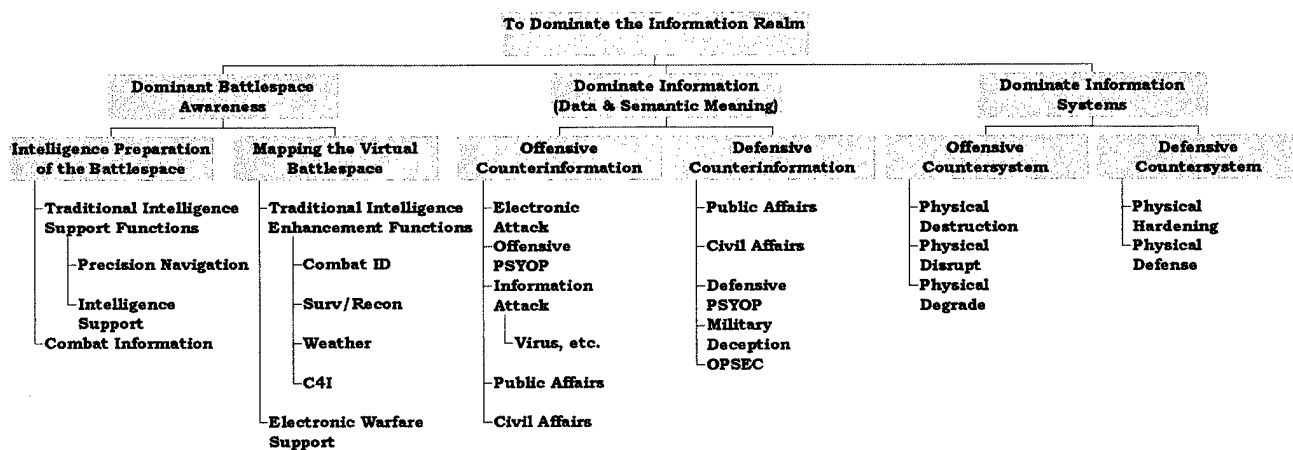 To Dominate the Information Realm
Dominant Battlespace
Awareness
Dominate Information
(Data & Semantic Meaning)
Dominate Information
Systems
Intelligence Preparation
of the Battlespace
Mapping the Virtual
Battlespace
Offensive
Counterinformation
Defensive
Counterinformation
Offensive
Countersystem
Defensive
Countersystem
Traditional Intelligence
Support Functions
Precision Navigation
Intelligence
Support
Combat Information
Traditional Intelligence
Enhancement Functions
Combat ID
Surv/Recon
Weather
C4I
Electronic Warfare
Support
Electronic
Attack
Offensive
PSYOP
Information
Attack
Virus, etc.
Public Affairs
Civil Affairs
Public Affairs
Civil Affairs
Defensive
PSYOP
Military
Deception
OPSEC
Physical
Destruction
Physical
Disrupt
Physical
Degrade
Physical
Hardening
Physical
Defense